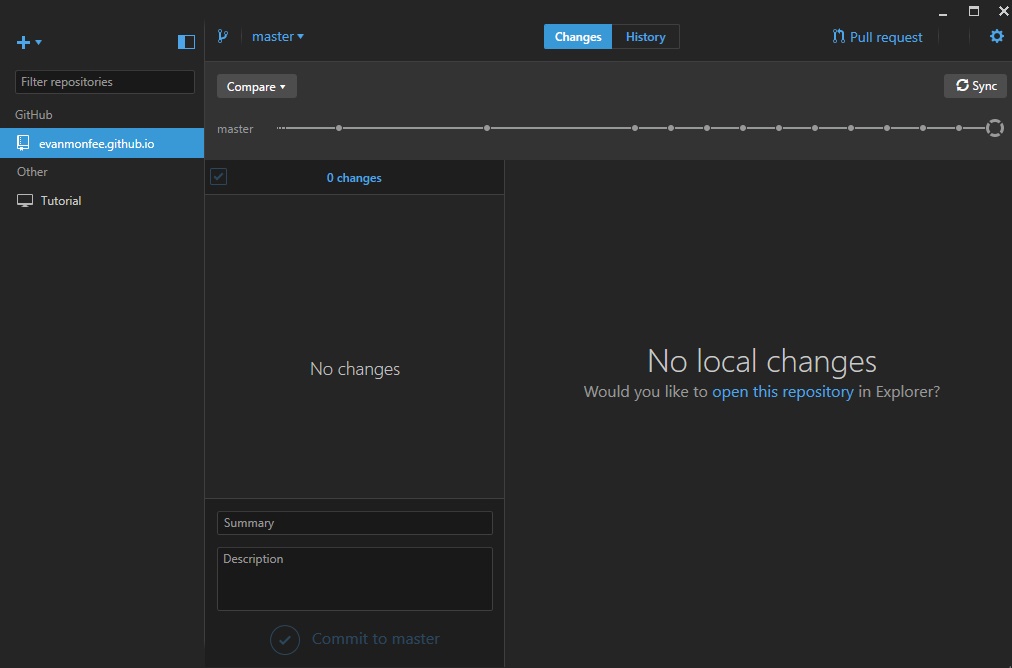 master
Changes
History
Pull request
Filter repositories
GitHub
evanmonfee.github.io
Other
Tutorial
Compare
Sync
master
0 changes
No changes
Summary
Description
Commit to master
No local changes
Would you like to open this repository in Explorer?